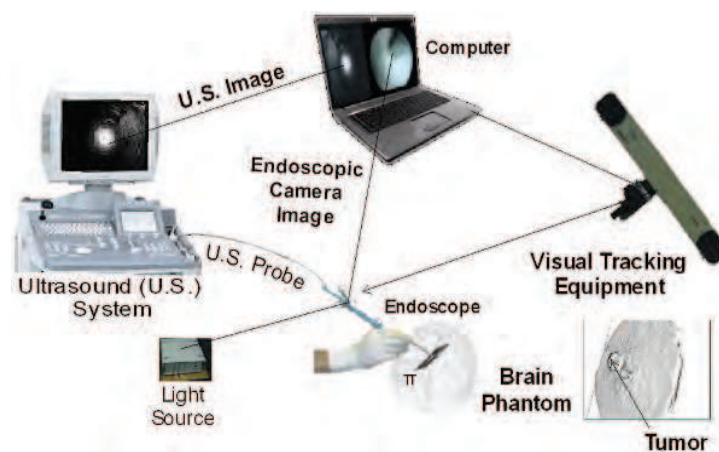 Computer
U.S. Image
Endoscopic
Camera
Image
U.S. Probe
Ultrasound (U.S.)
System
Visual Tracking
Equipment
Endoscope
π
Light
Source
Brain
Phantom
Tumor